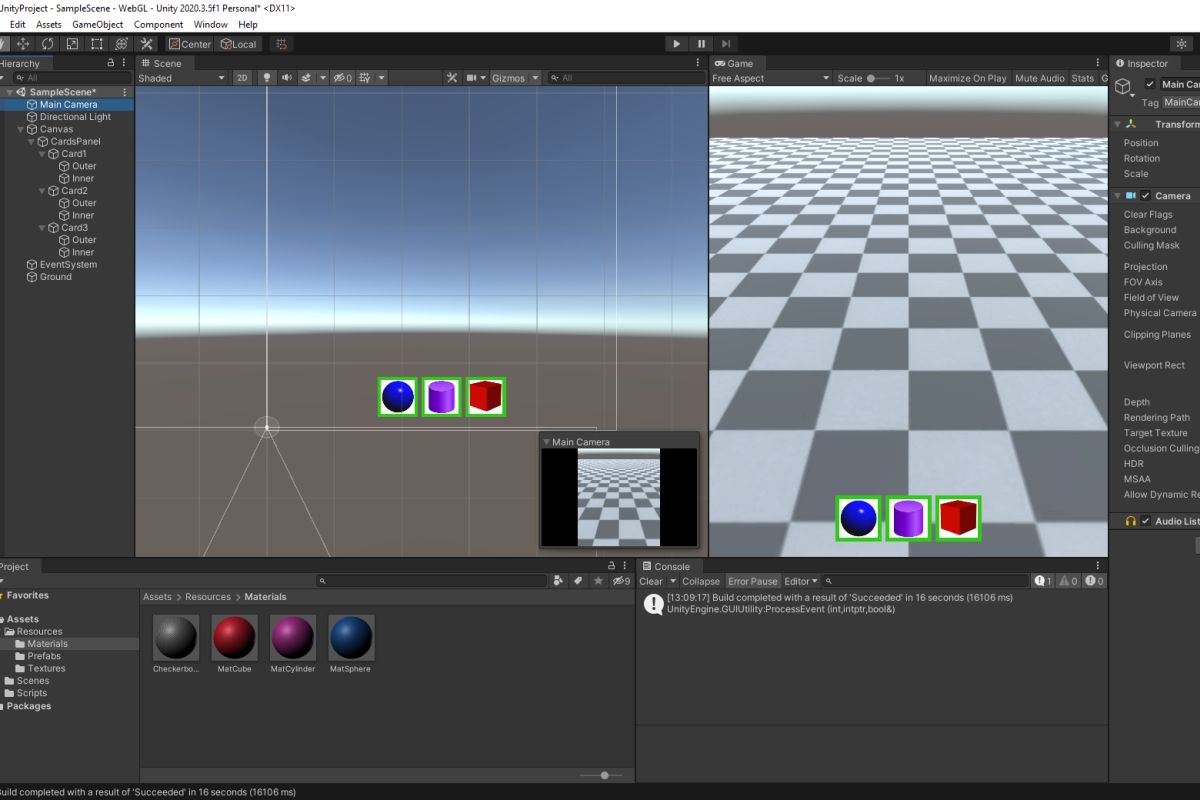 UnityProject - SampleScene - WebGL - Unity 2020.3.5f1 Personal* <DX11>
Edit Assets GameObject Component Window Help
Center Local
Hierarchy
All
SampleScene*
Main Camera
Directional Light
Canvas
CardsPanel
Card1
Outer
Inner
Card2
Outer
Inner
Card3
Outer
Inner
EventSystem
Ground
Scene
Shaded 2D 0 Gizmos All
Main Camera
Game
Free Aspect Scale 1x Maximize On Play Mute Audio Stats G
Inspector
Main Ca
Tag MainCa
Transform
Position
Rotation
Scale
Camera
Clear Flags
Background
Culling Mask
Projection
FOV Axis
Field of View
Physical Camera
Clipping Planes
Viewport Rect
Depth
Rendering Path
Target Texture
Occlusion Culling
HDR
MSAA
Allow Dynamic Re
Audio List
Project
9
Favorites
Assets
Resources
Materials
Prefabs
Textures
Scenes
Scripts
Packages
Assets > Resources > Materials
Checkerbo... MatCube MatCylinder MatSphere
Console
Clear Collapse Error Pause Editor 1 0 0
[13:09:17] Build completed with a result of 'Succeeded' in 16 seconds (16106 ms)
UnityEngine.GUIUtility:ProcessEvent (int,intptr,bool&)
Build completed with a result of 'Succeeded' in 16 seconds (16106 ms)